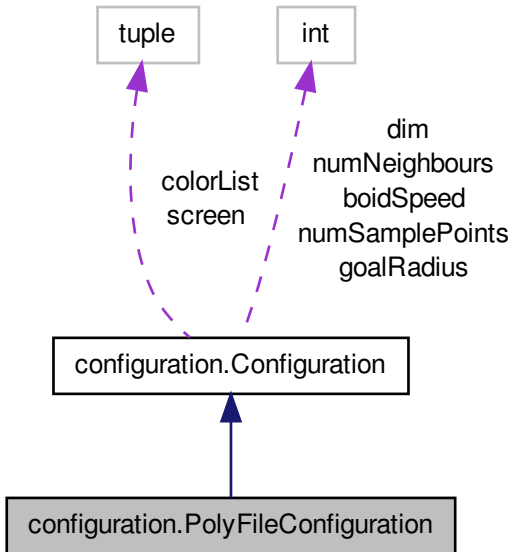 tuple
int
colorList
screen
dim
numNeighbours
boidSpeed
numSamplePoints
goalRadius
configuration.Configuration
configuration.PolyFileConfiguration